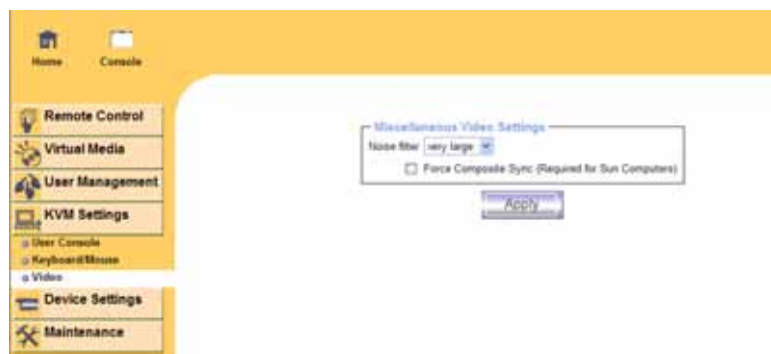 Home Console
Remote Control
Virtual Media
User Management
KVM Settings
User Console
Keyboard/Mouse
Video
Device Settings
Maintenance
Miscellaneous Video Settings
Noise filter very large
Force Composite Sync (Required for Sun Computers)
Apply